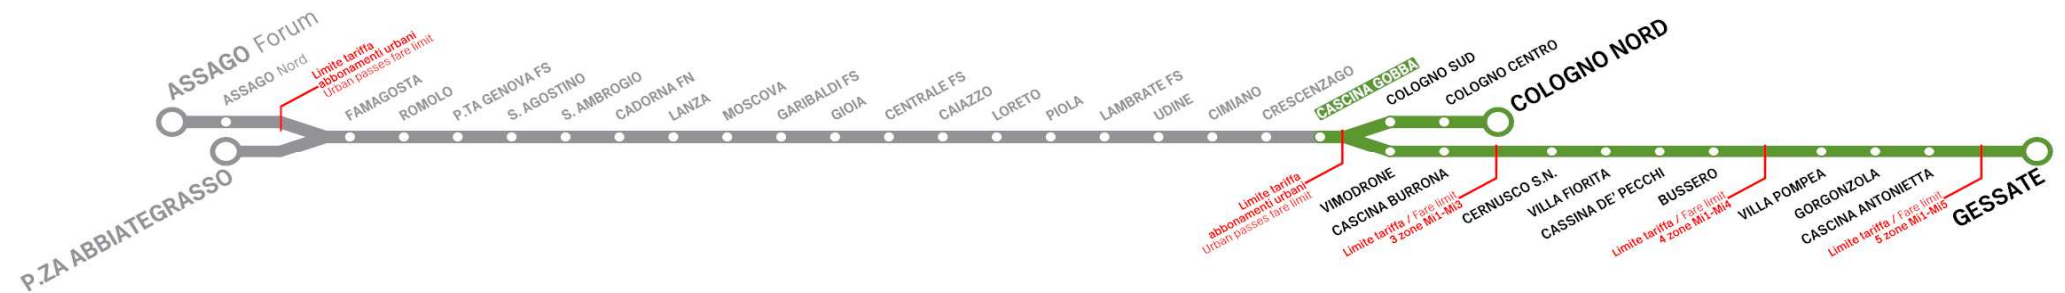 ASSAGO Forum
ASSAGO Nord
Limite tariffa
abbonamenti urbani
Urban passes fare limit
P.ZA ABBIATEGRASSO
FAMAGOSTA
ROMOLO
P.TA GENOVA FS
S. AGOSTINO
S. AMBROGIO
CADORNA FN
LANZA
MOSCOVA
GARIBALDI FS
GIOIA
CENTRALE FS
CAIAZZO
LORETO
PIOLA
LAMBRATE FS
UDINE
CIMIANO
CRESCENZAGO
CASCINA GOBBA
COLOGNO SUD
COLOGNO CENTRO
COLOGNO NORD
Limite tariffa
abbonamenti urbani
Urban passes fare limit
VIMODRONE
CASCINA BURRONA
Limite tariffa / Fare limit
3 zone Mi1-Mi3
CERNUSCO S.N.
VILLA FIORITA
CASSINA DE' PECCHI
BUSSERO
Limite tariffa / Fare limit
4 zone Mi1-Mi4
VILLA POMPEA
GORGONZOLA
CASCINA ANTONIETTA
Limite tariffa / Fare limit
5 zone Mi1-Mi5
GESSATE